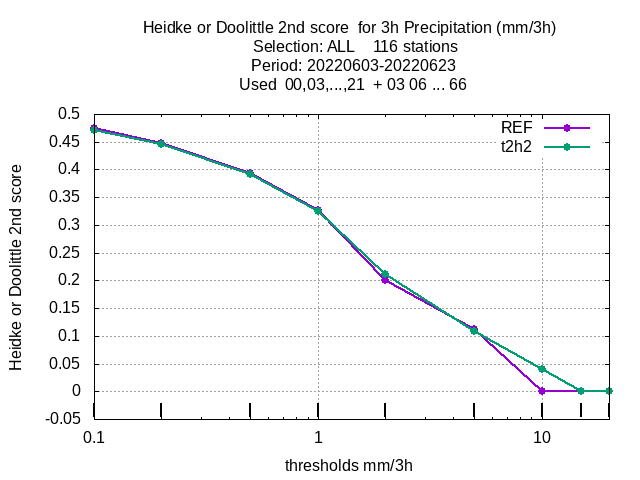 Heidke or Doolittle 2nd score  for 3h Precipitation (mm/3h)
Selection: ALL    116 stations
Period: 20220603-20220623
Used  00,03,...,21  + 03 06 ... 66
REF
t2h2
0.5
0.45
0.4
0.35
0.3
0.25
0.2
0.15
0.1
0.05
0
-0.05
Heidke or Doolittle 2nd score
0.1
1
10
thresholds mm/3h